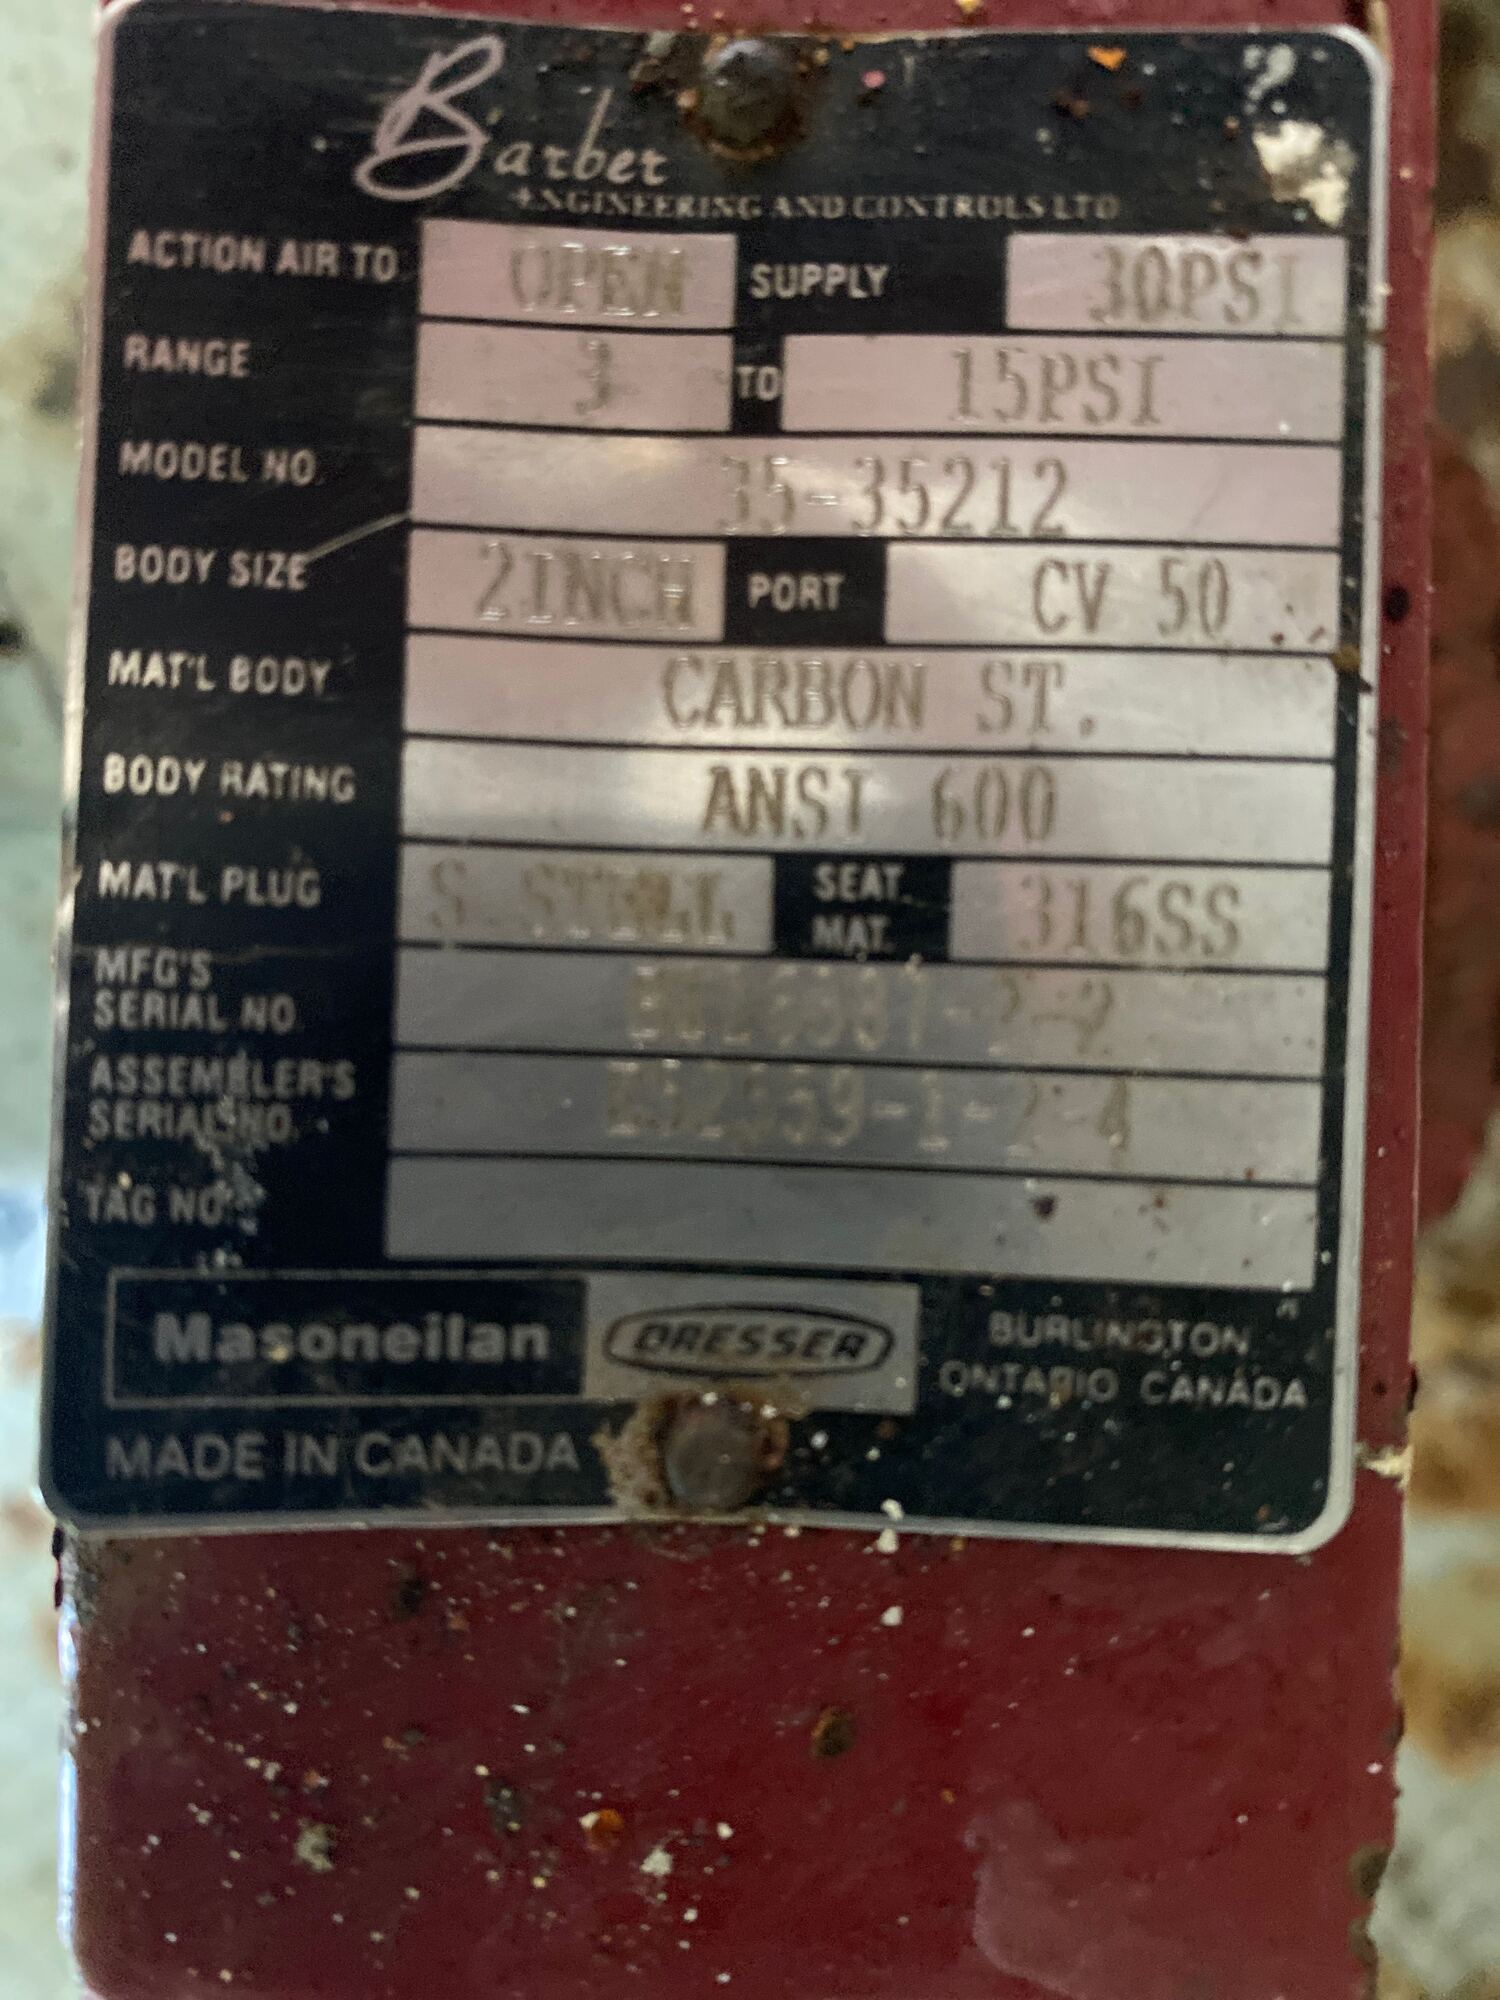 Barber
ENGINEERING AND CONTROLS LTD
ACTION AIR TO OPEN SUPPLY 30PSI
RANGE 3 TO 15PSI
MODEL NO. 35-35212
BODY SIZE 2INCH PORT CV 50
MAT'L BODY CARBON ST.
BODY RATING ANSI 600
MAT'L PLUG S STEEL SEAT MAT. 316SS
MFG'S SERIAL NO.
ASSEMBLER'S SERIAL NO.
TAG NO.
Masoneilan DRESSER BURLINGTON ONTARIO CANADA
MADE IN CANADA